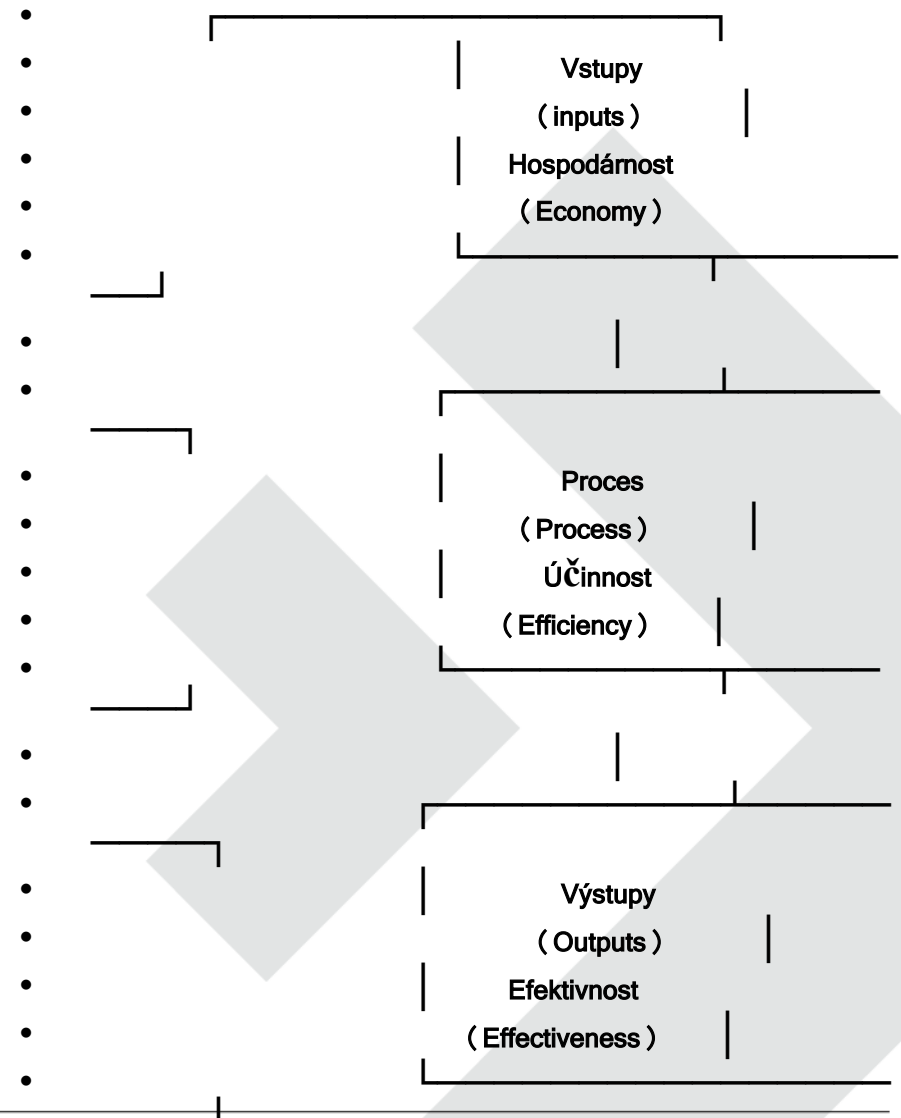 Vstupy
( inputs )
Hospodárnost
( Economy )
Proces
( Process )
Účinnost
( Efficiency )
Výstupy
( Outputs )
Efektivnost
( Effectiveness )